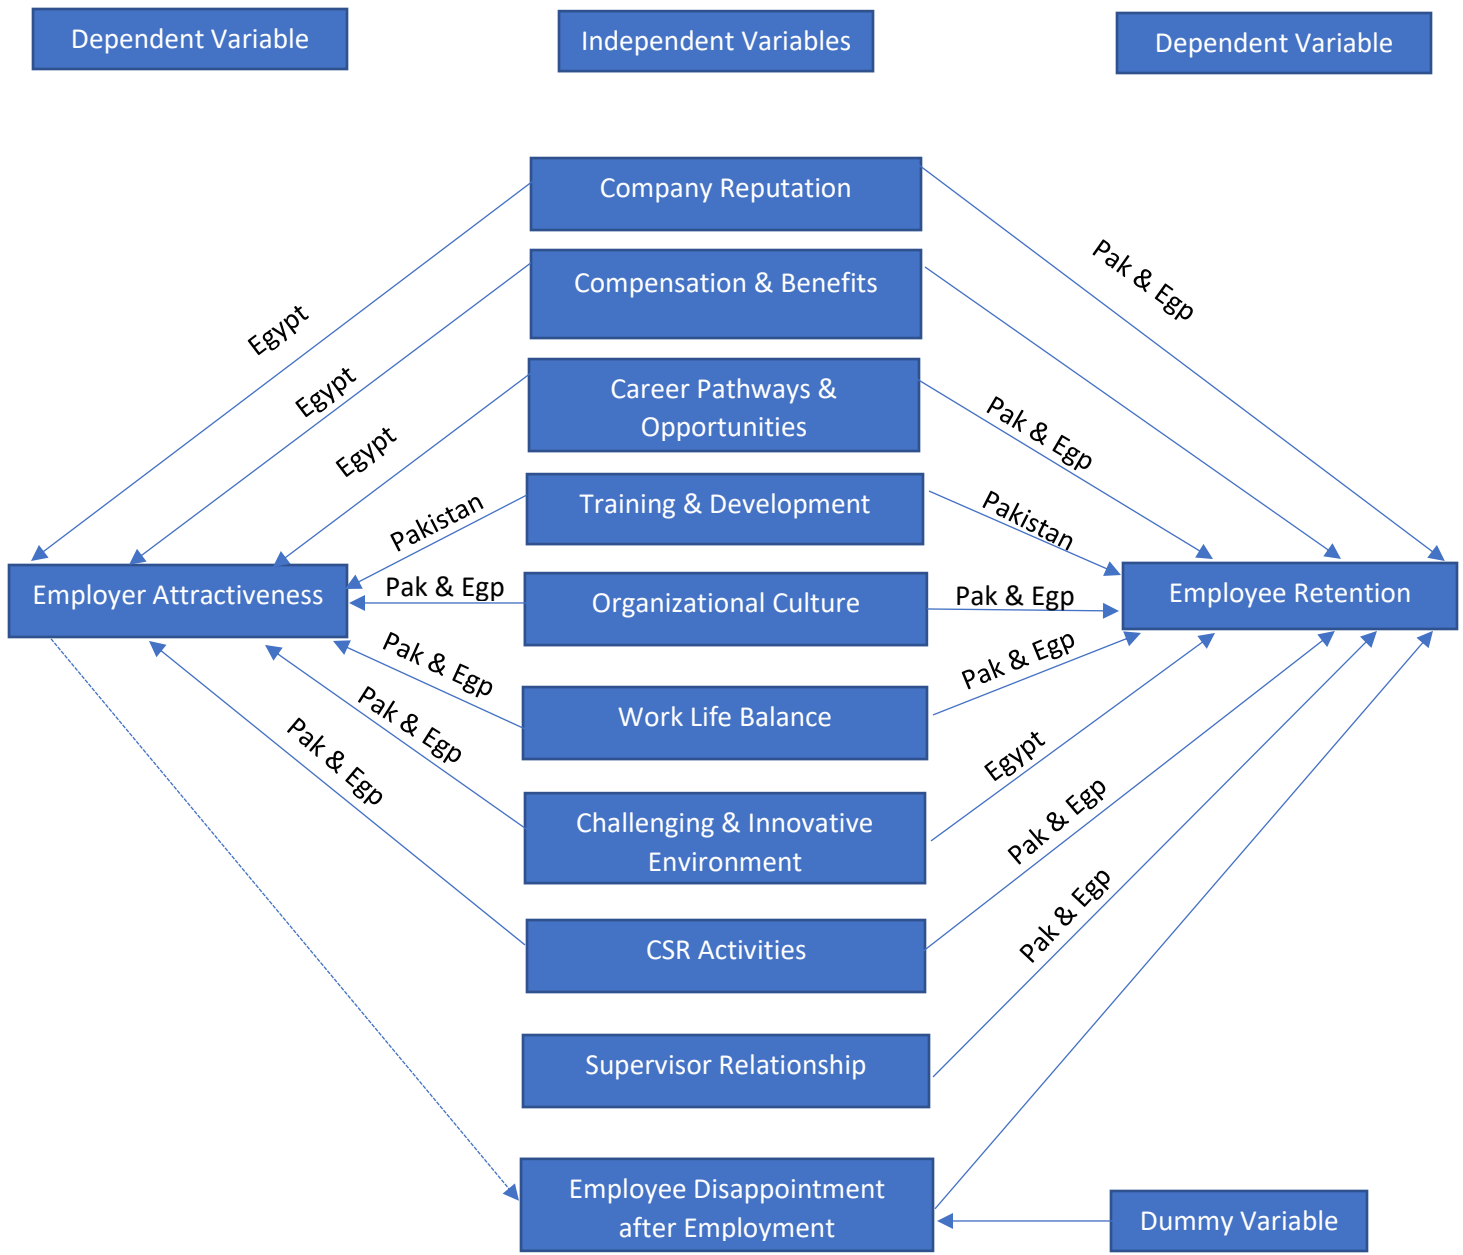 Dependent Variable
Independent Variables
Dependent Variable
Company Reputation
Pak & Egp
Compensation & Benefits
Egypt
Egypt
Career Pathways &
Opportunities
Pak & Egp
Egypt
Training & Development
Pakistan
Pakistan
Employer Attractiveness
Pak & Egp
Organizational Culture
Pak & Egp
Employee Retention
Pak & Egp
Work Life Balance
Pak & Egp
Pak & Egp
Pak & Egp
Challenging & Innovative
Environment
Egypt
Pak & Egp
CSR Activities
Pak & Egp
Supervisor Relationship
Employee Disappointment
after Employment
Dummy Variable